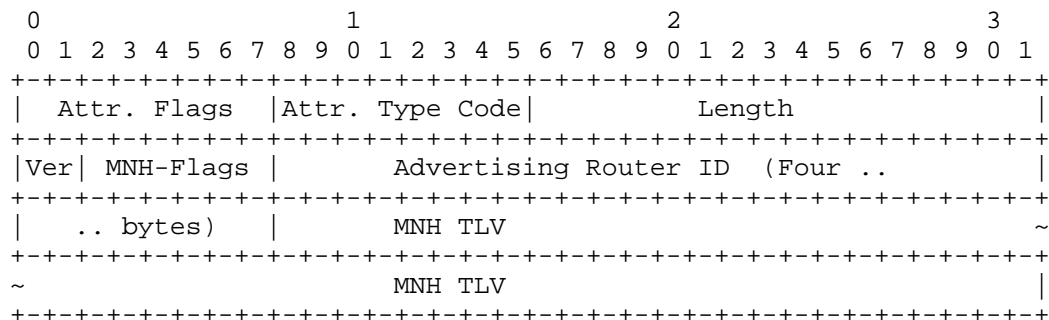 0                   1                   2                   3
 0 1 2 3 4 5 6 7 8 9 0 1 2 3 4 5 6 7 8 9 0 1 2 3 4 5 6 7 8 9 0 1
+-+-+-+-+-+-+-+-+-+-+-+-+-+-+-+-+-+-+-+-+-+-+-+-+-+-+-+-+-+-+-+-+
|  Attr. Flags  |Attr. Type Code|          Length               |
+-+-+-+-+-+-+-+-+-+-+-+-+-+-+-+-+-+-+-+-+-+-+-+-+-+-+-+-+-+-+-+-+
|Ver| MNH-Flags |       Advertising Router ID  (Four ..         |
+-+-+-+-+-+-+-+-+-+-+-+-+-+-+-+-+-+-+-+-+-+-+-+-+-+-+-+-+-+-+-+-+
|   .. bytes)   |       MNH TLV                                 ~
+-+-+-+-+-+-+-+-+-+-+-+-+-+-+-+-+-+-+-+-+-+-+-+-+-+-+-+-+-+-+-+-+
~                       MNH TLV                                 |
+-+-+-+-+-+-+-+-+-+-+-+-+-+-+-+-+-+-+-+-+-+-+-+-+-+-+-+-+-+-+-+-+